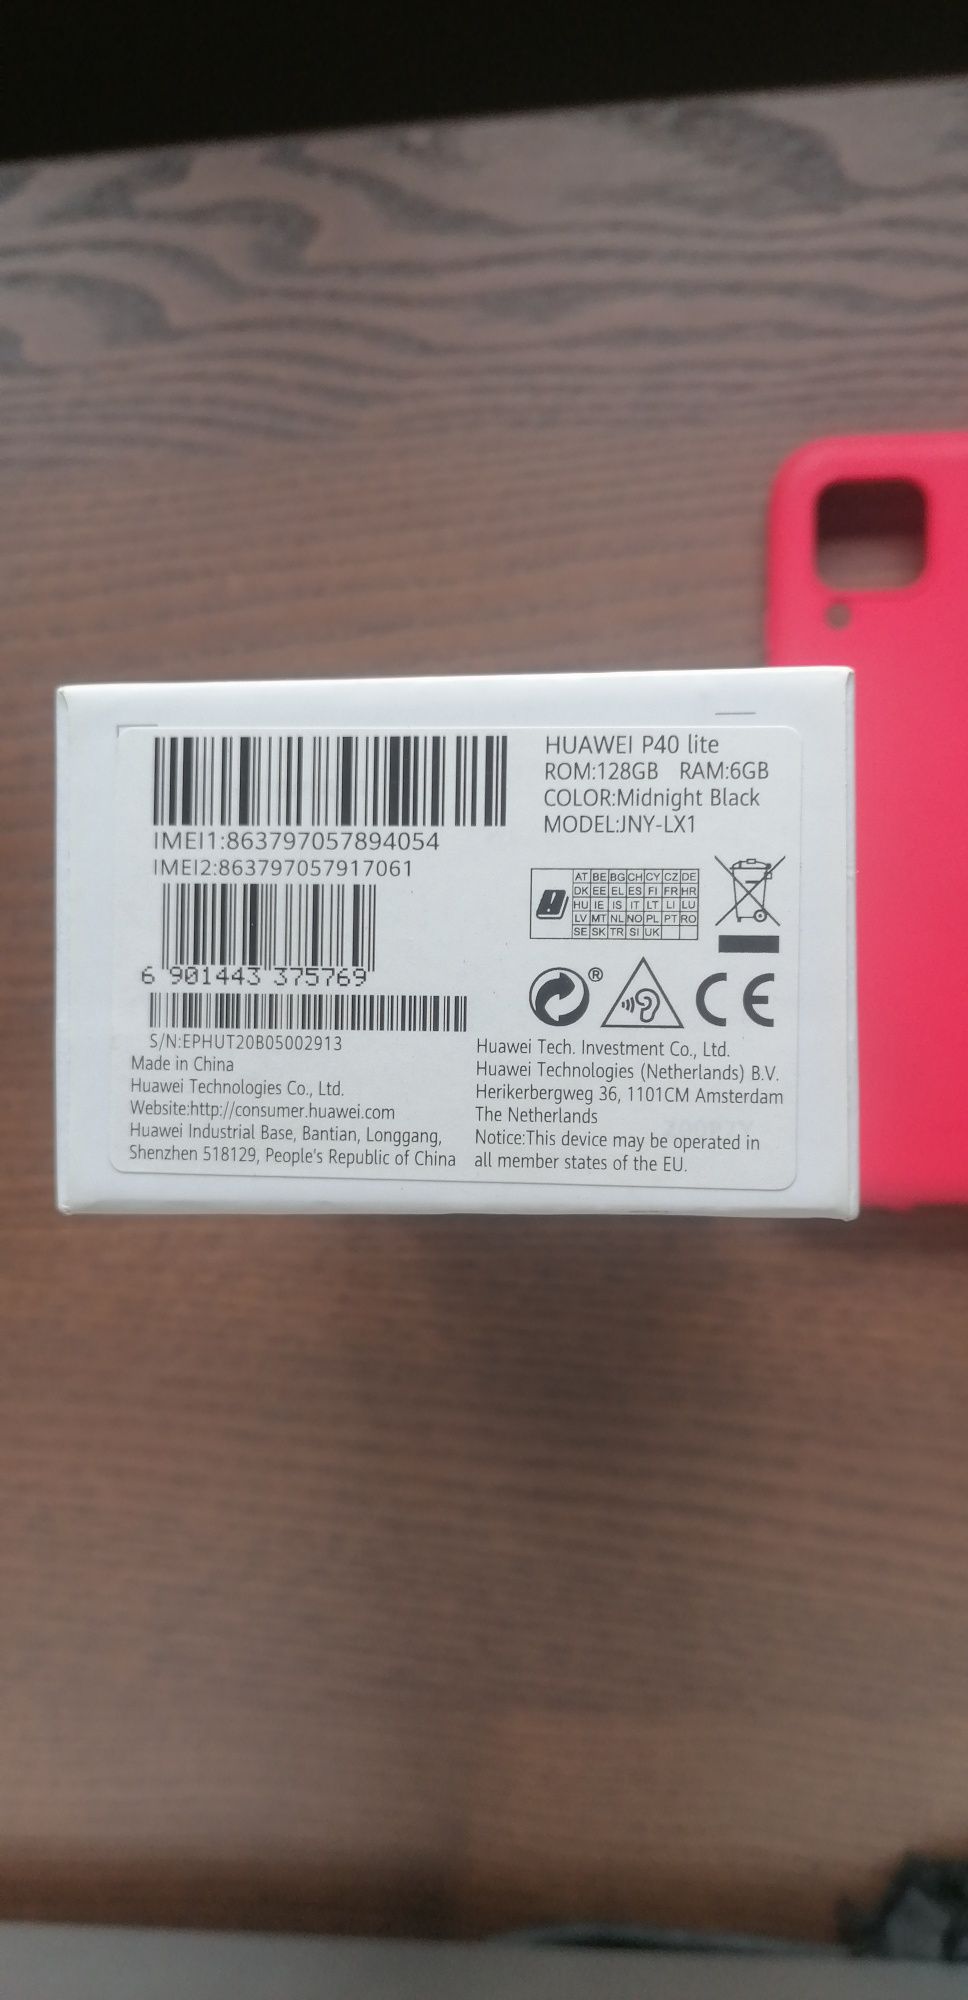 IMEI1:863797057894054
IMEI2:863797057917061
6 901443 375769
S/N:EPHUT20B05002913
Made in China
Huawei Technologies Co., Ltd.
Website:http://consumer.huawei.com
Huawei Industrial Base, Bantian, Longgang,
Shenzhen 518129, People's Republic of China
HUAWEI P40 lite
ROM:128GB RAM:6GB
COLOR:Midnight Black
MODEL:JNY-LX1
AT BE BG CH CY CZ DE
DK EE EL ES FI FR HR
HU IE IS IT LT LI LU
LV MT NL NO PL PT RO
SE SK TR SI UK
®
CE
Huawei Tech. Investment Co., Ltd.
Huawei Technologies (Netherlands) B.V.
Herikerbergweg 36, 1101CM Amsterdam
The Netherlands
Notice:This device may be operated in
all member states of the EU.